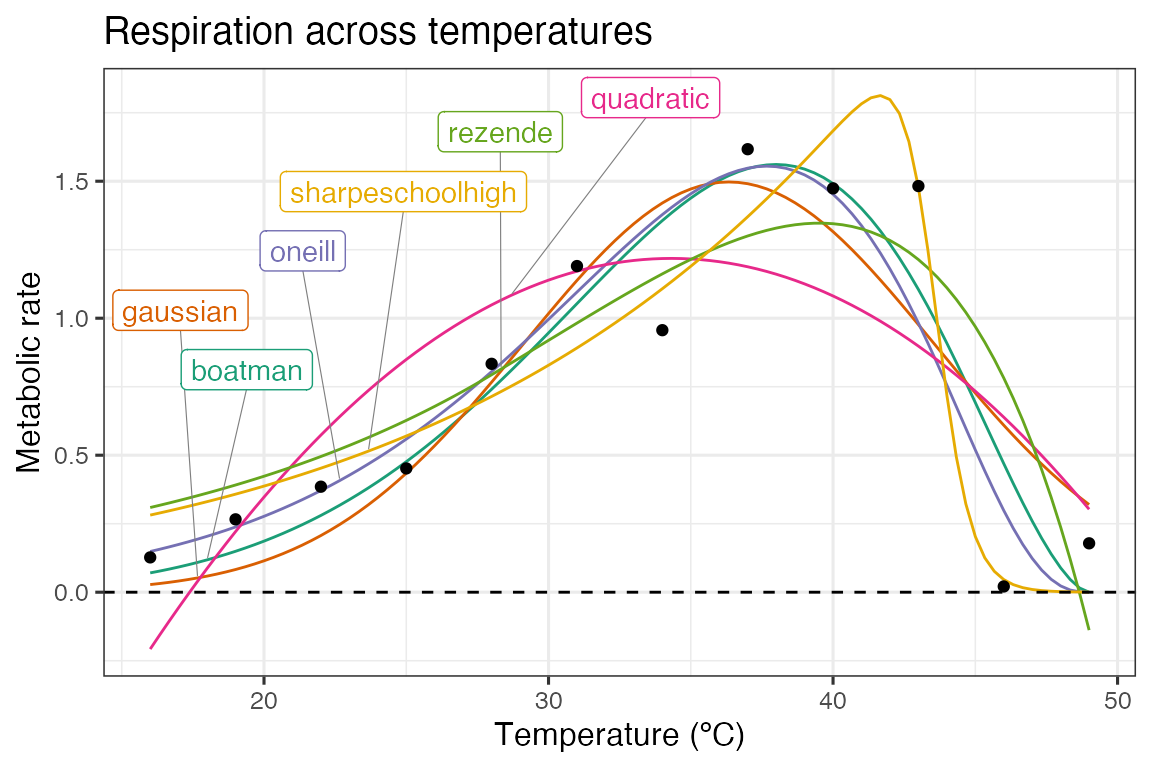 Respiration across temperatures
quadratic
rezende
sharpeschoolhigh
oneill
gaussian
boatman
Metabolic rate
1.5
1.0
0.5
0.0
20
30
40
50
Temperature (ºC)